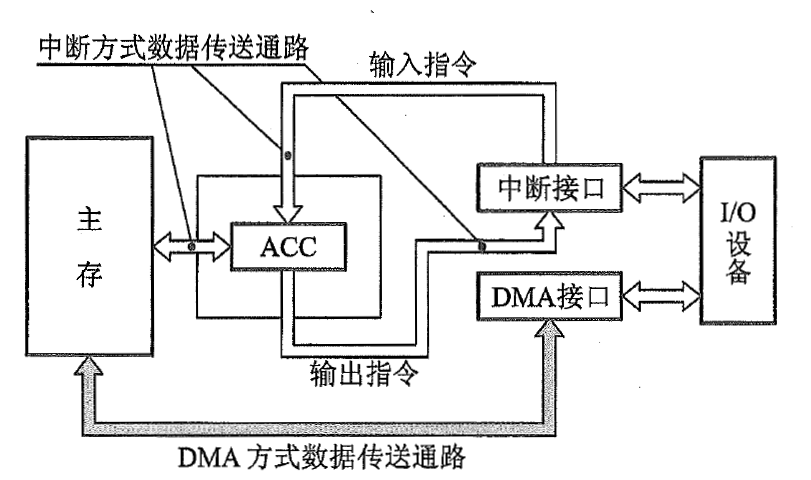 中断方式数据传送通路
输入指令
主存
ACC
中断接口
I/O设备
DMA接口
输出指令
DMA 方式数据传送通路